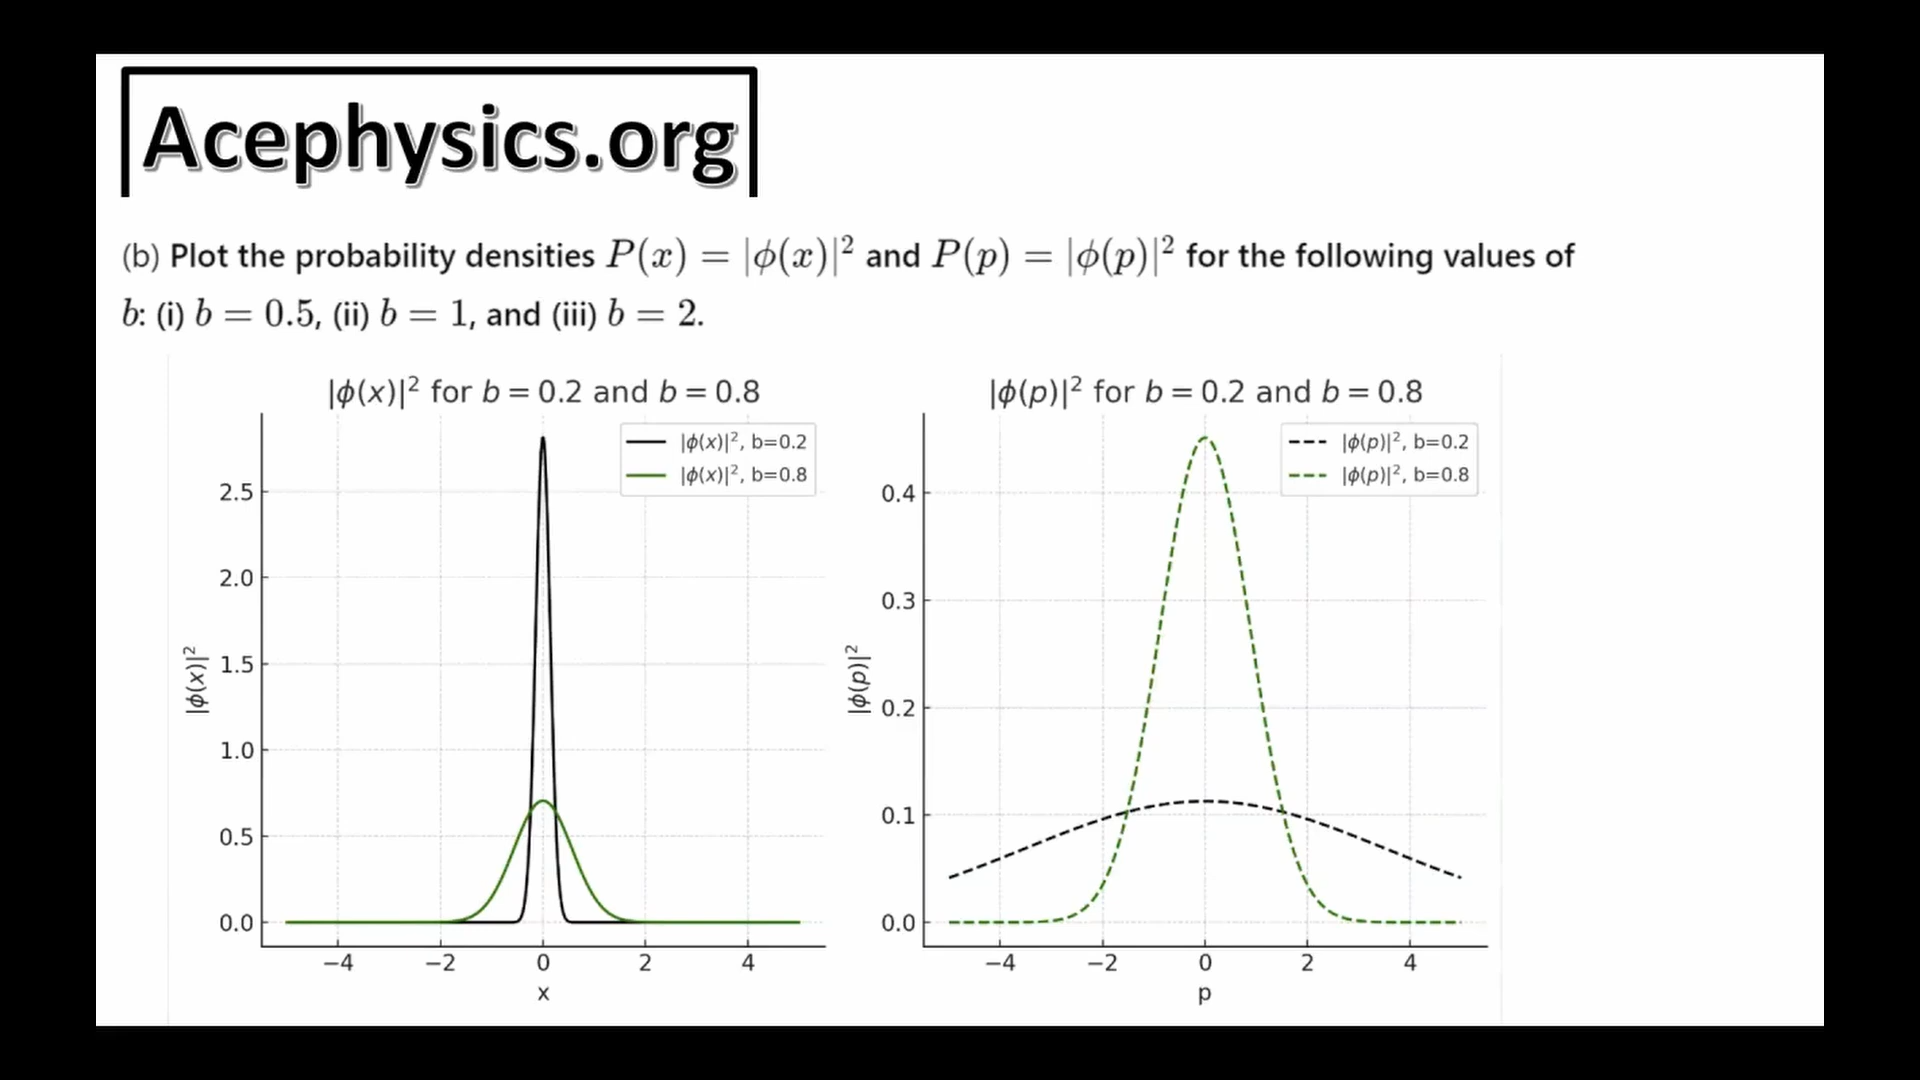 Acephysics.org
(b) Plot the probability densities P(x) = |ϕ(x)|² and P(p) = |ϕ(p)|² for the following values of
b: (i) b = 0.5, (ii) b = 1, and (iii) b = 2.
|ϕ(x)|² for b = 0.2 and b = 0.8
|ϕ(x)|², b=0.2
|ϕ(x)|², b=0.8
|ϕ(x)|²
2.5
2.0
1.5
1.0
0.5
0.0
−4 −2 0 2 4
x
|ϕ(p)|² for b = 0.2 and b = 0.8
|ϕ(p)|², b=0.2
|ϕ(p)|², b=0.8
|ϕ(p)|²
0.4
0.3
0.2
0.1
0.0
−4 −2 0 2 4
p